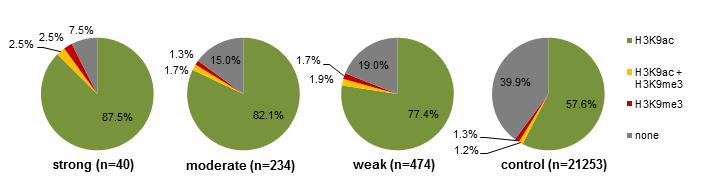 2.5%
2.5%
7.5%
87.5%
strong (n=40)
1.3%
1.7%
15.0%
82.1%
moderate (n=234)
1.7%
1.9%
19.0%
77.4%
weak (n=474)
39.9%
57.6%
1.3%
1.2%
control (n=21253)
H3K9ac
H3K9ac +
H3K9me3
H3K9me3
none